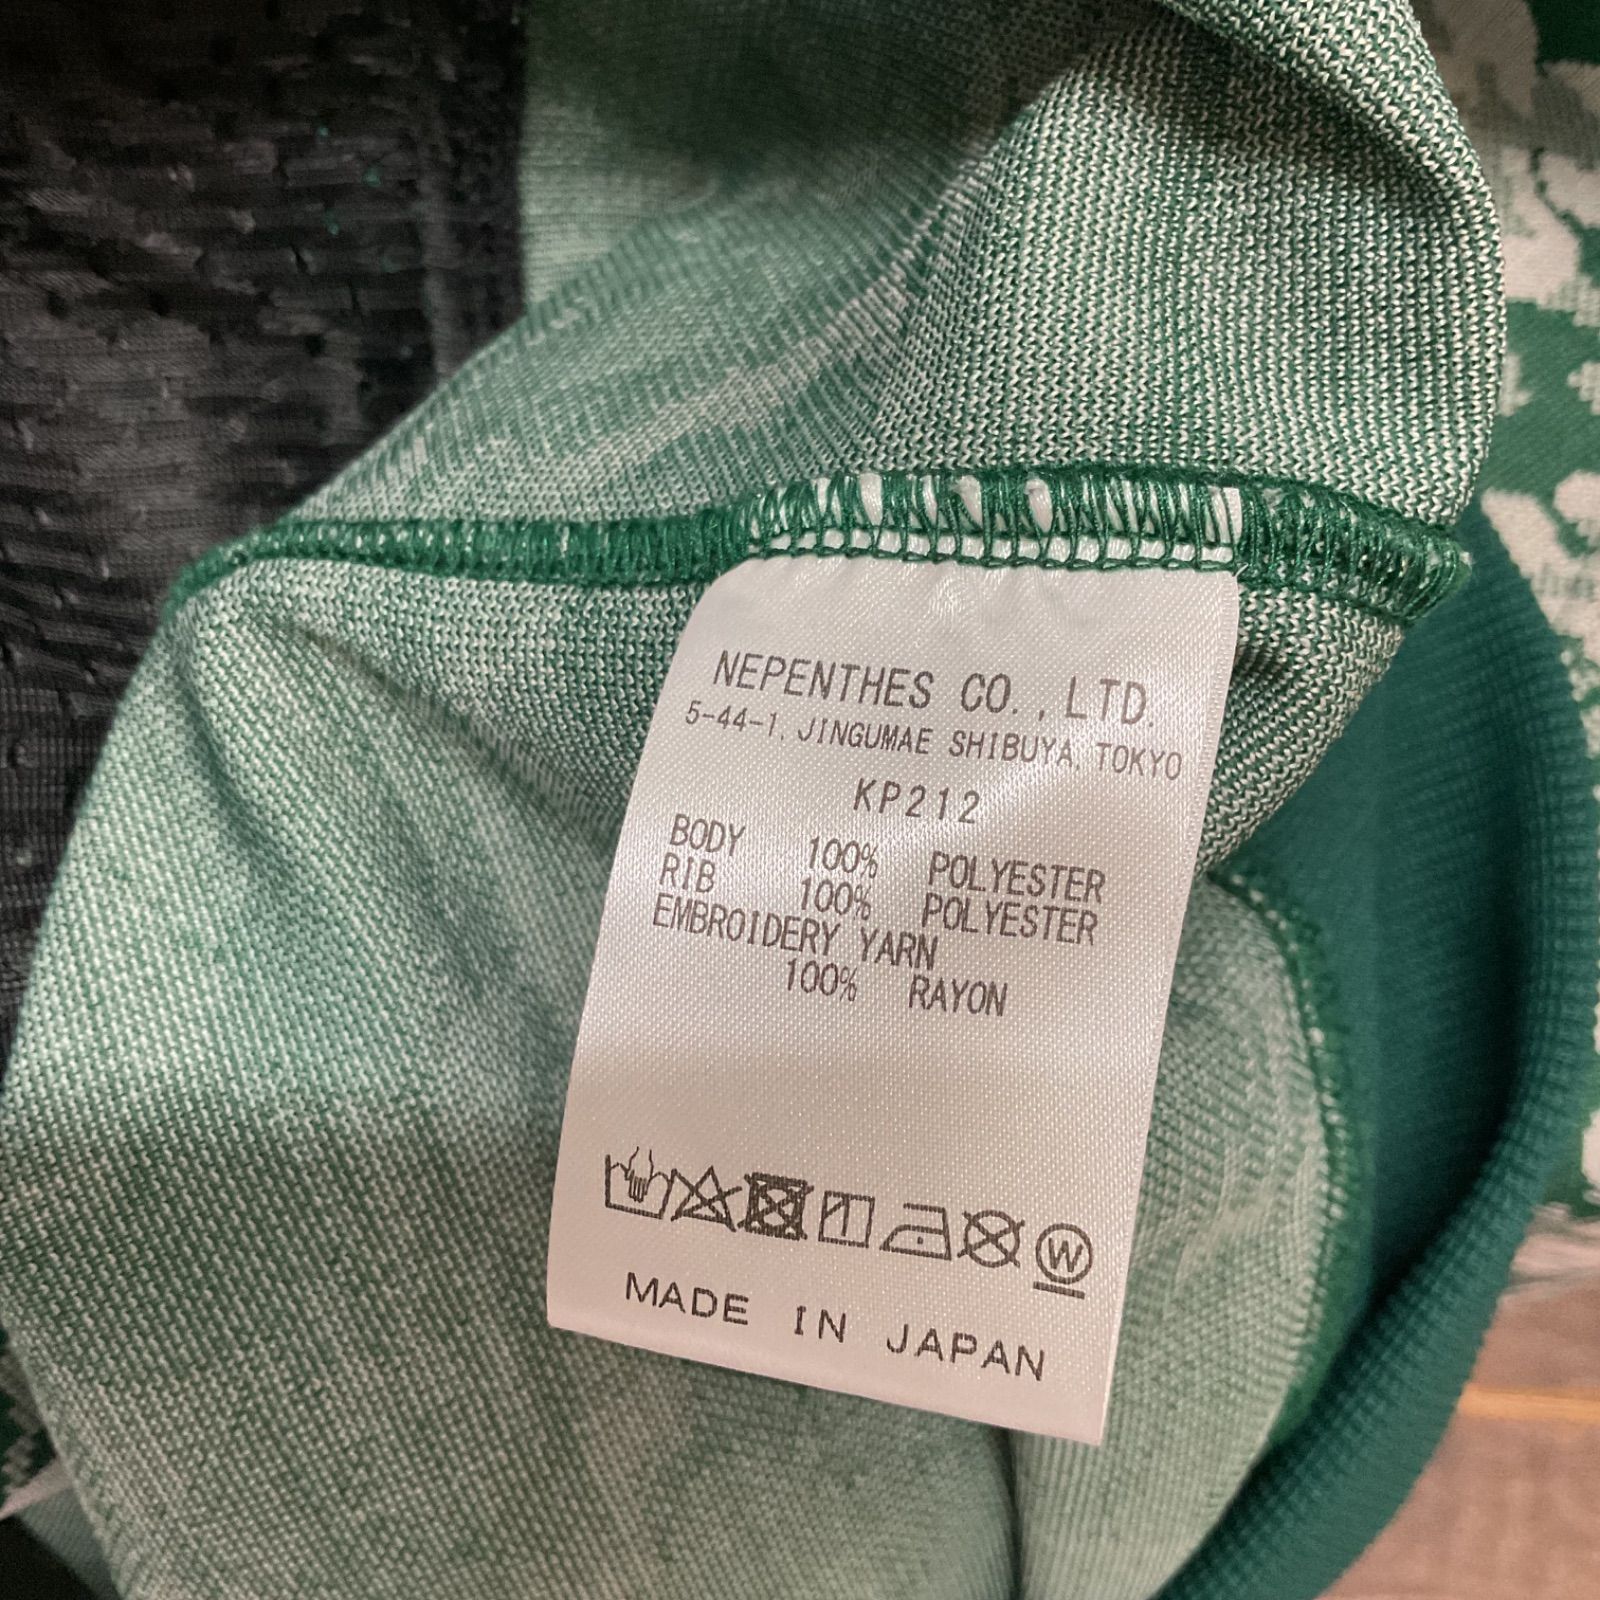 NEPENTHES CO., LTD.
5-44-1, JINGUMAE SHIBUYA, TOKYO
KP212
BODY 100% POLYESTER
RIB 100% POLYESTER
EMBROIDERY YARN
100% RAYON
W
MADE IN JAPAN